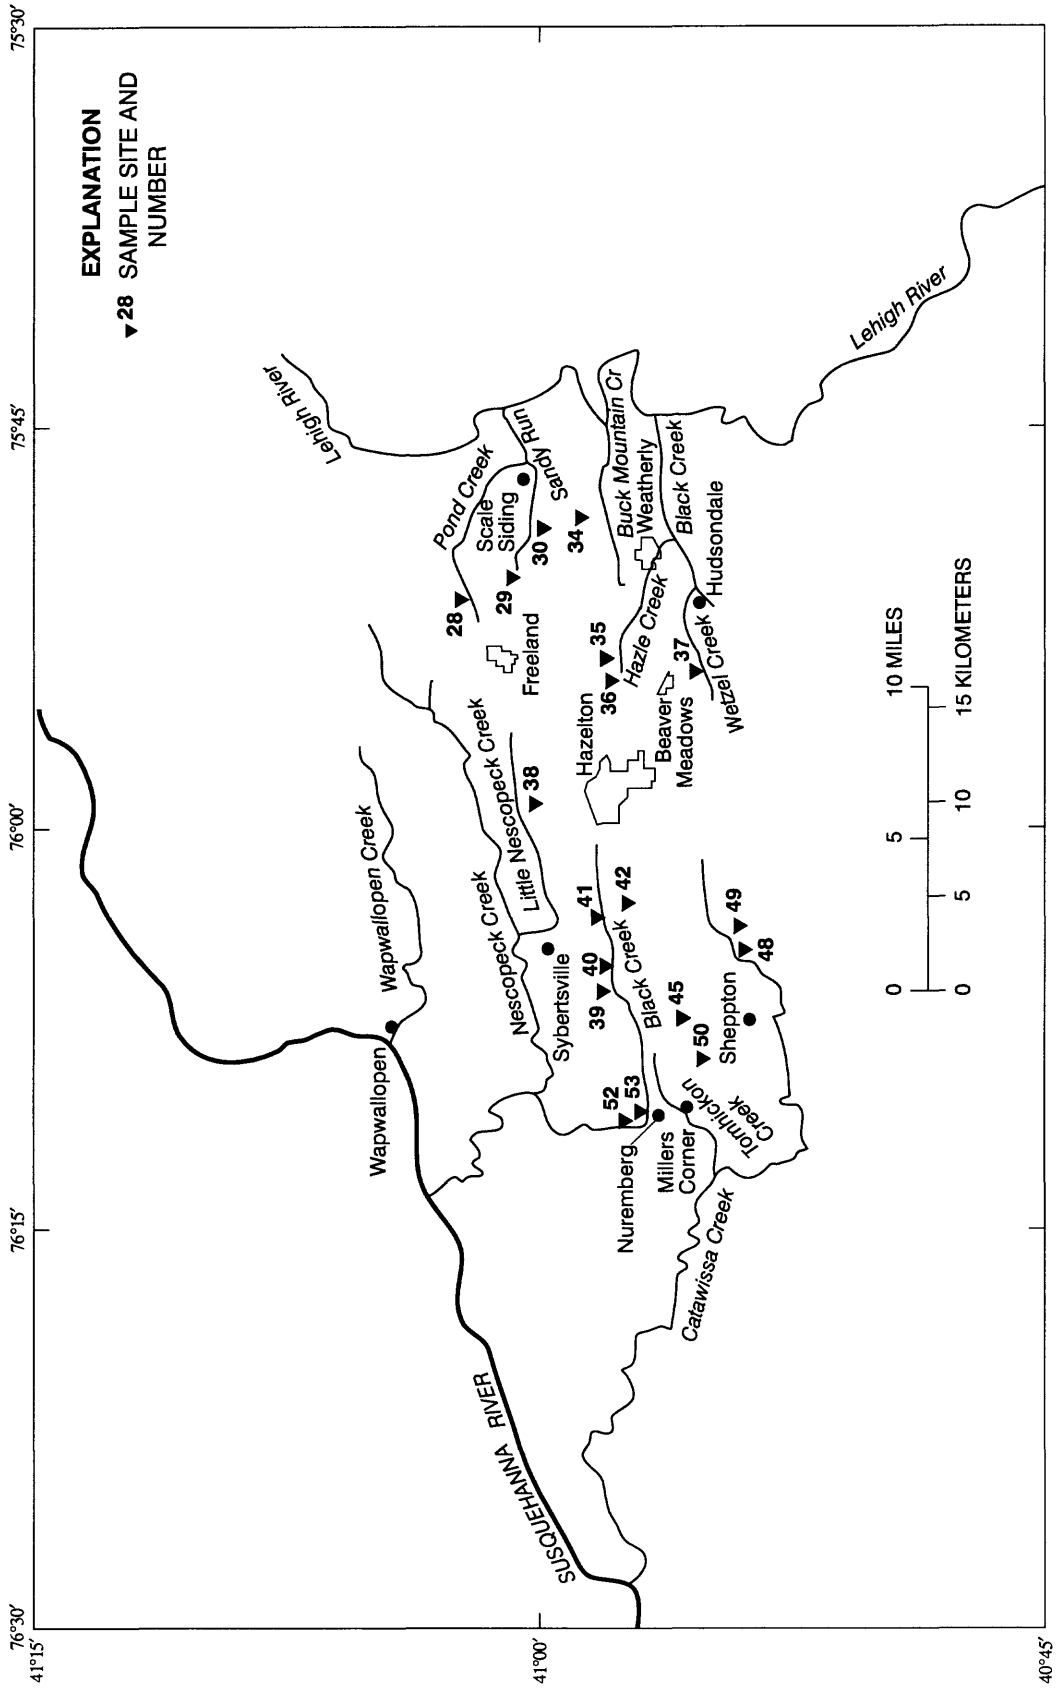 76°30′
76°15′
76°00′
75°45′
75°30′
41°15′
41°00′
40°45′
EXPLANATION
▼28 SAMPLE SITE AND
NUMBER
SUSQUEHANNA RIVER
Wapwallopen
Wapwallopen Creek
Lehigh River
Nescopeck Creek
Nescopeck Creek
Little Nescopeck Creek
Sybertsville
38
Freeland
28
Pond Creek
Scale
Siding
29
30
Sandy Run
34
Buck Mountain Cr
Weatherly
Black Creek
Hudsondale
Hazle Creek
35
36
37
Wetzel Creek
Beaver
Meadows
Hazelton
41
42
40
39
Black Creek
45
50
Sheppton
49
48
52
53
Nuremberg
Millers
Corner
Tomhickon
Creek
Catawissa Creek
Lehigh River
0 5 10 MILES
0 5 10 15 KILOMETERS